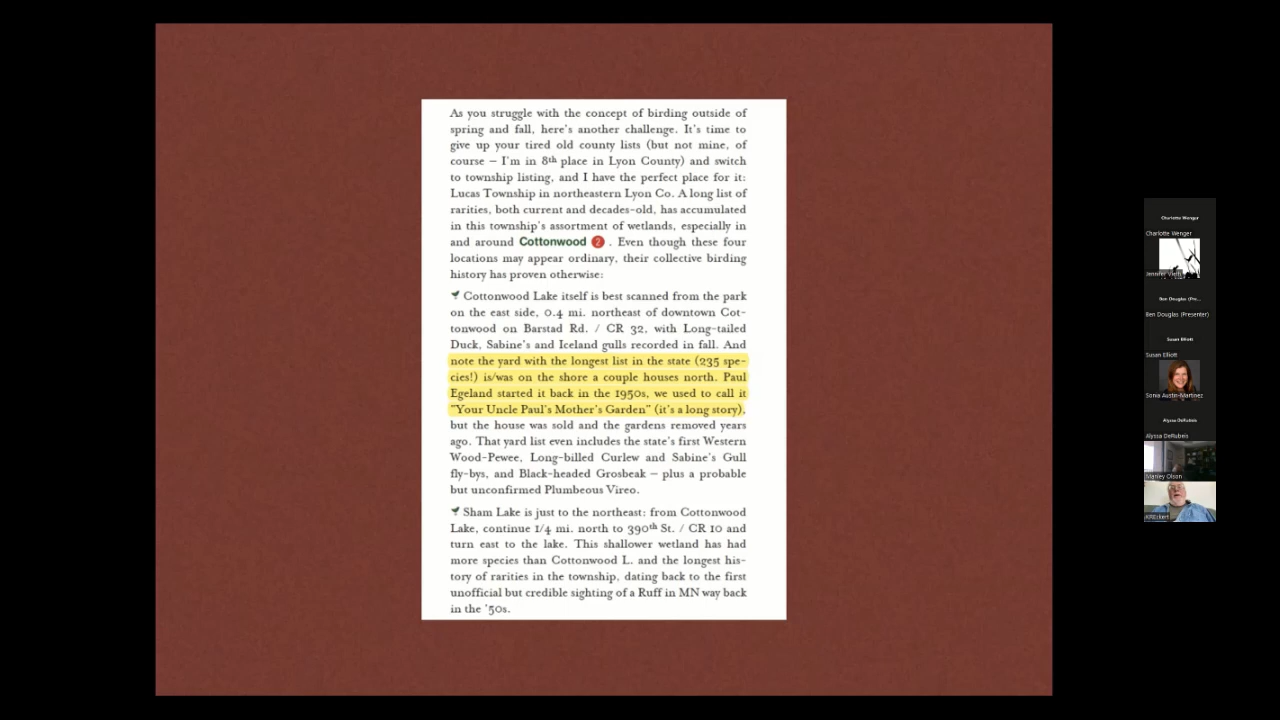 As you struggle with the concept of birding outside of
spring and fall, here's another challenge. It's time to
give up your tired old county lists (but not mine, of
course – I'm in 8th place in Lyon County) and switch
to township listing, and I have the perfect place for it:
Lucas Township in northeastern Lyon Co. A long list of
rarities, both current and decades-old, has accumulated
in this township's assortment of wetlands, especially in
and around Cottonwood 2 . Even though these four
locations may appear ordinary, their collective birding
history has proven otherwise:
Cottonwood Lake itself is best scanned from the park
on the east side, 0.4 mi. northeast of downtown Cot-
tonwood on Barstad Rd. / CR 32, with Long-tailed
Duck, Sabine's and Iceland gulls recorded in fall. And
note the yard with the longest list in the state (235 spe-
cies!) is/was on the shore a couple houses north. Paul
Egeland started it back in the 1950s, we used to call it
"Your Uncle Paul's Mother's Garden" (it's a long story),
but the house was sold and the gardens removed years
ago. That yard list even includes the state's first Western
Wood-Pewee, Long-billed Curlew and Sabine's Gull
fly-bys, and Black-headed Grosbeak – plus a probable
but unconfirmed Plumbeous Vireo.
Sham Lake is just to the northeast: from Cottonwood
Lake, continue 1/4 mi. north to 390th St. / CR 10 and
turn east to the lake. This shallower wetland has had
more species than Cottonwood L. and the longest his-
tory of rarities in the township, dating back to the first
unofficial but credible sighting of a Ruff in MN way back
in the '50s.
Charlotte Wenger
Charlotte Wenger
Jennifer
Ben Douglas (Pre...
Ben Douglas (Presenter)
Susan Elliott
Susan Elliott
Sonia Austin-Martinez
Alyssa DeRubeis
Alyssa DeRubeis
Manley Olson